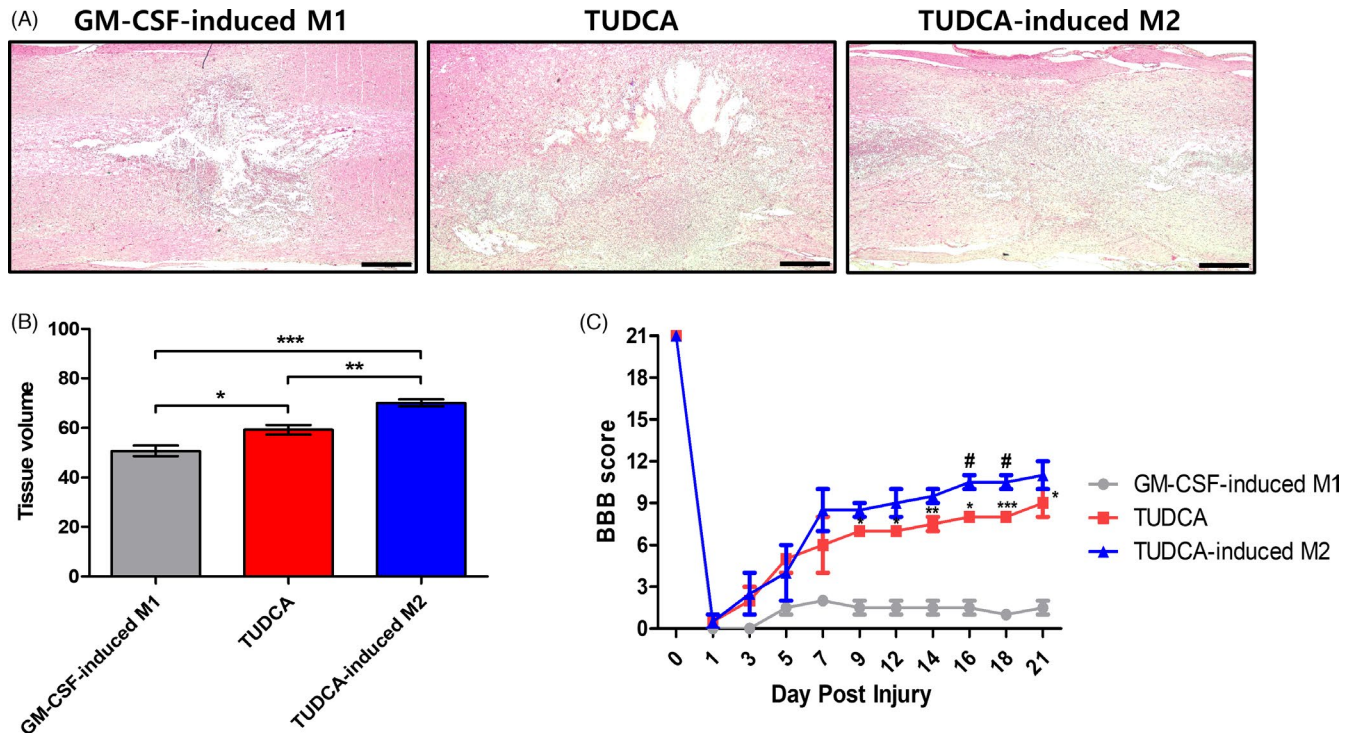 (A)
GM-CSF-induced M1
TUDCA
TUDCA-induced M2
(B)
Tissue volume
100
80
60
40
20
0
*
**
***
GM-CSF-induced M1
TUDCA
TUDCA-induced M2
(C)
BBB score
21
18
15
12
9
6
3
0
# #
* * ** * *** *
0 1 3 5 7 9 12 14 16 18 21
Day Post Injury
GM-CSF-induced M1
TUDCA
TUDCA-induced M2